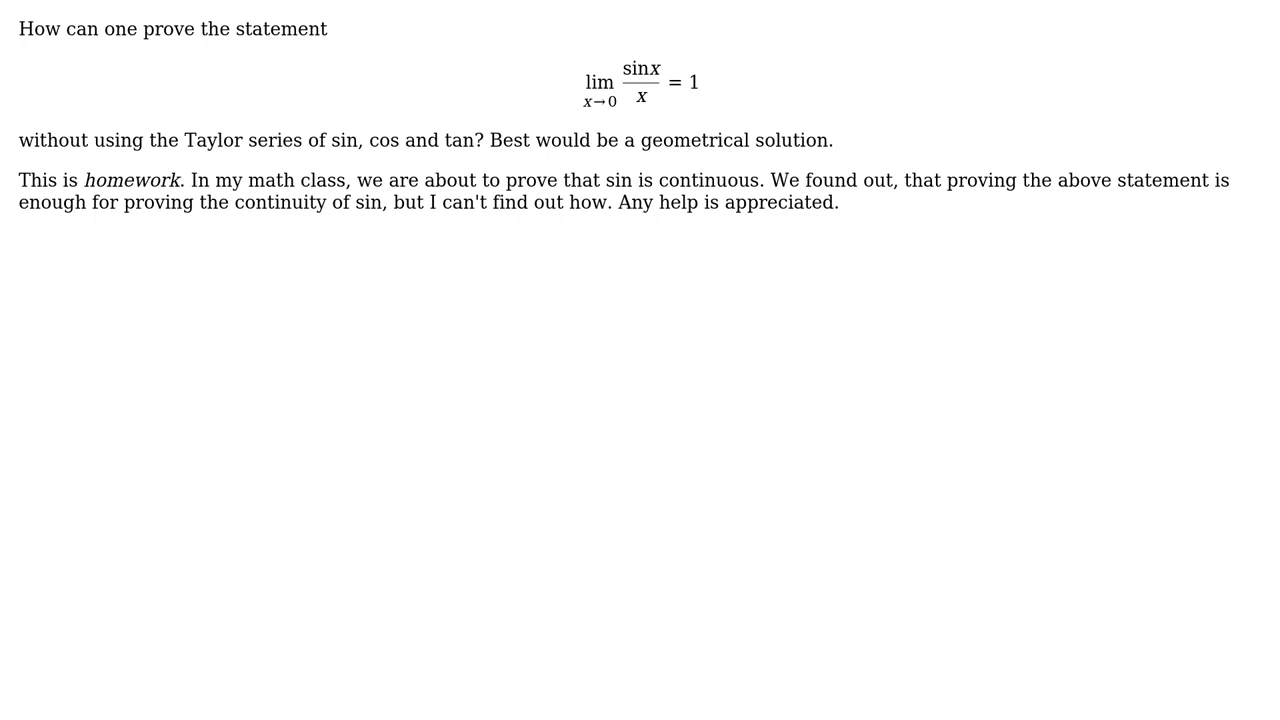 How can one prove the statement
lim x→0 sinx/x = 1
without using the Taylor series of sin, cos and tan? Best would be a geometrical solution.
This is homework. In my math class, we are about to prove that sin is continuous. We found out, that proving the above statement is
enough for proving the continuity of sin, but I can't find out how. Any help is appreciated.